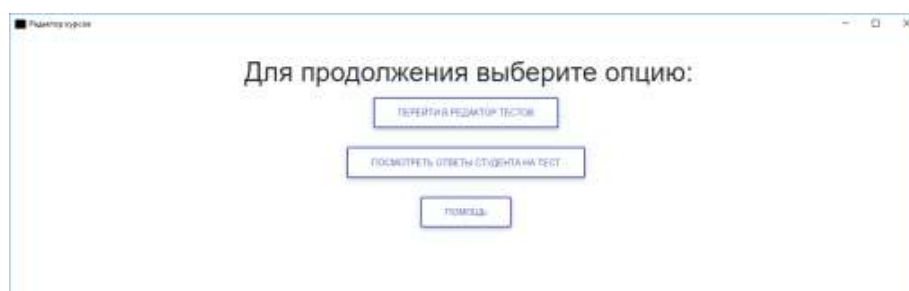 Редактор курсов
Для продолжения выберите опцию:
ПЕРЕЙТИ В РЕДАКТОР ТЕСТОВ
ПОСМОТРЕТЬ ОТВЕТЫ СТУДЕНТА НА ТЕСТ
ПОМОЩЬ